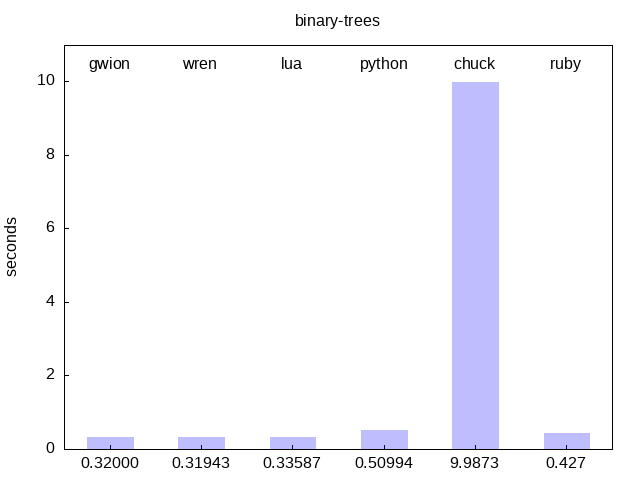 binary-trees
gwion wren lua python chuck ruby
10
8
6
4
2
0
seconds
0.32000 0.31943 0.33587 0.50994 9.9873 0.427